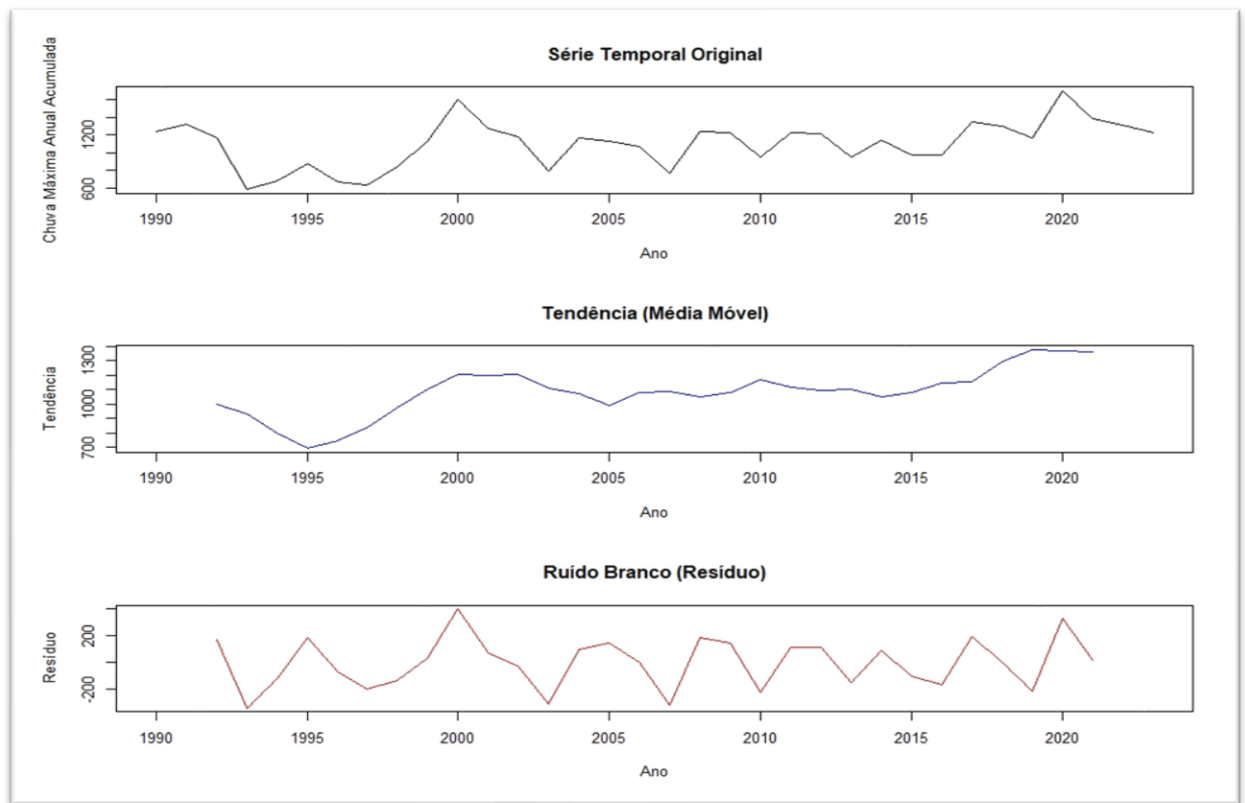 Série Temporal Original
Chuva Máxima Anual Acumulada
1200
600
1990 1995 2000 2005 2010 2015 2020
Ano
Tendência (Média Móvel)
Tendência
1300
1000
700
1990 1995 2000 2005 2010 2015 2020
Ano
Ruído Branco (Resíduo)
Resíduo
200
-200
1990 1995 2000 2005 2010 2015 2020
Ano